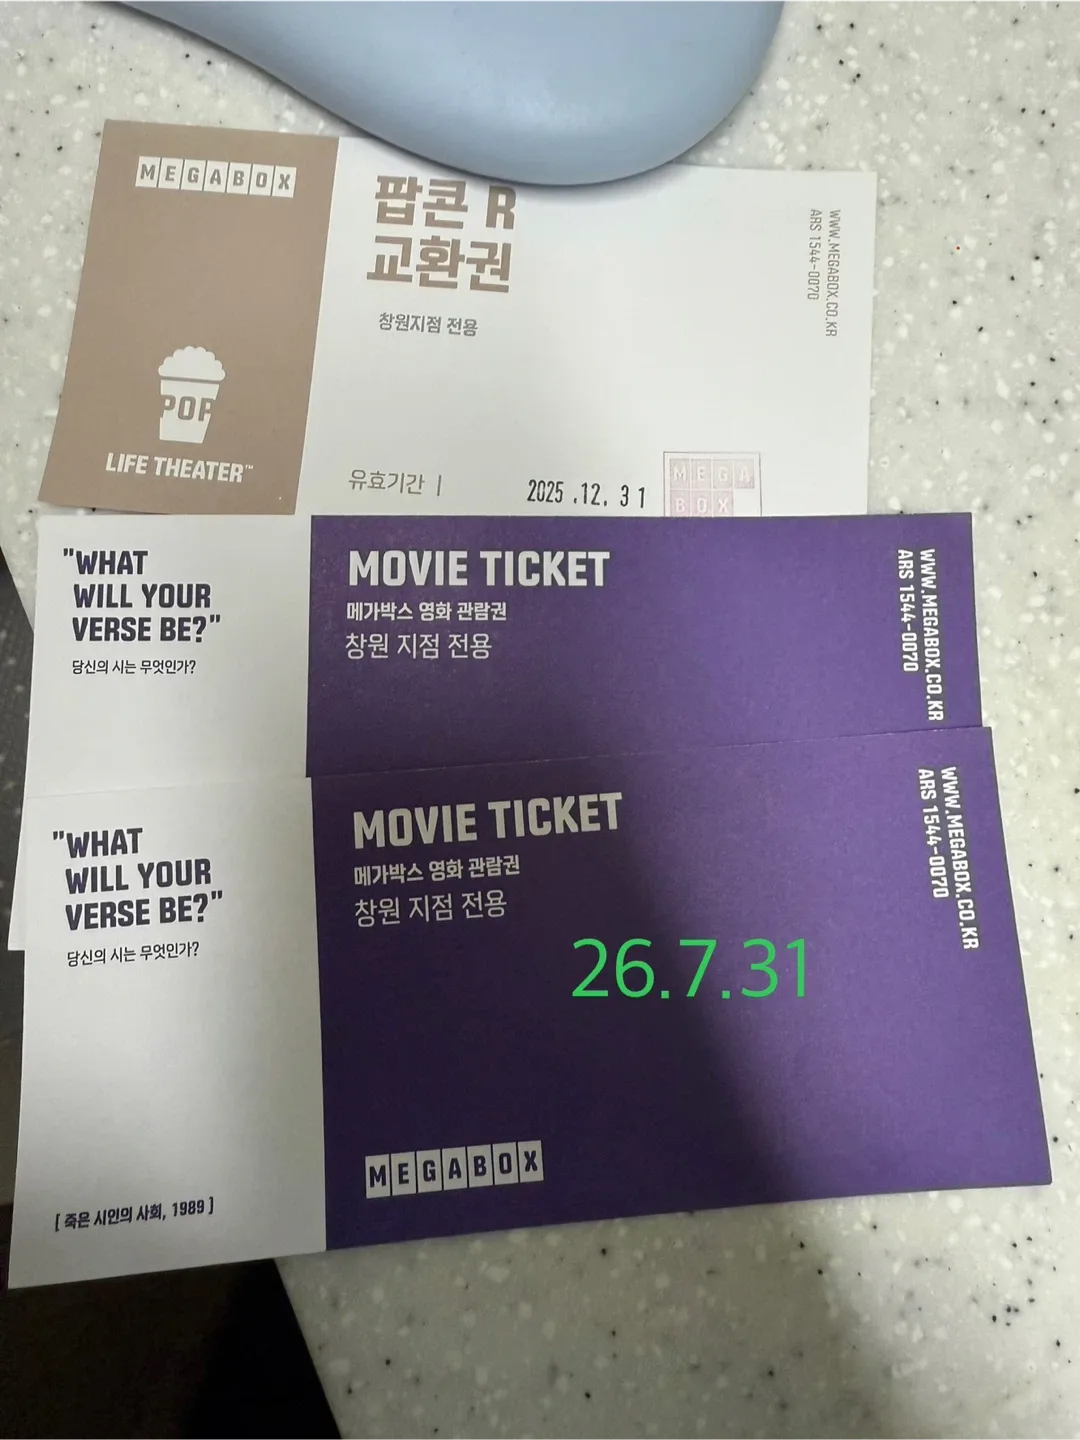 MEGABOX
팝콘 R
교환권
창원지점 전용
WWW.MEGABOX.CO.KR
ARS 1544-0070
POP
LIFE THEATER™
유효기간 | 2025 .12. 31
MEGA
BOX
"WHAT
WILL YOUR
VERSE BE?"
당신의 시는 무엇인가?
MOVIE TICKET
메가박스 영화 관람권
창원 지점 전용
WWW.MEGABOX.CO.KR
ARS 1544-0070
"WHAT
WILL YOUR
VERSE BE?"
당신의 시는 무엇인가?
[ 죽은 시인의 사회, 1989 ]
MOVIE TICKET
메가박스 영화 관람권
창원 지점 전용
26.7.31
WWW.MEGABOX.CO.KR
ARS 1544-0070
MEGABOX